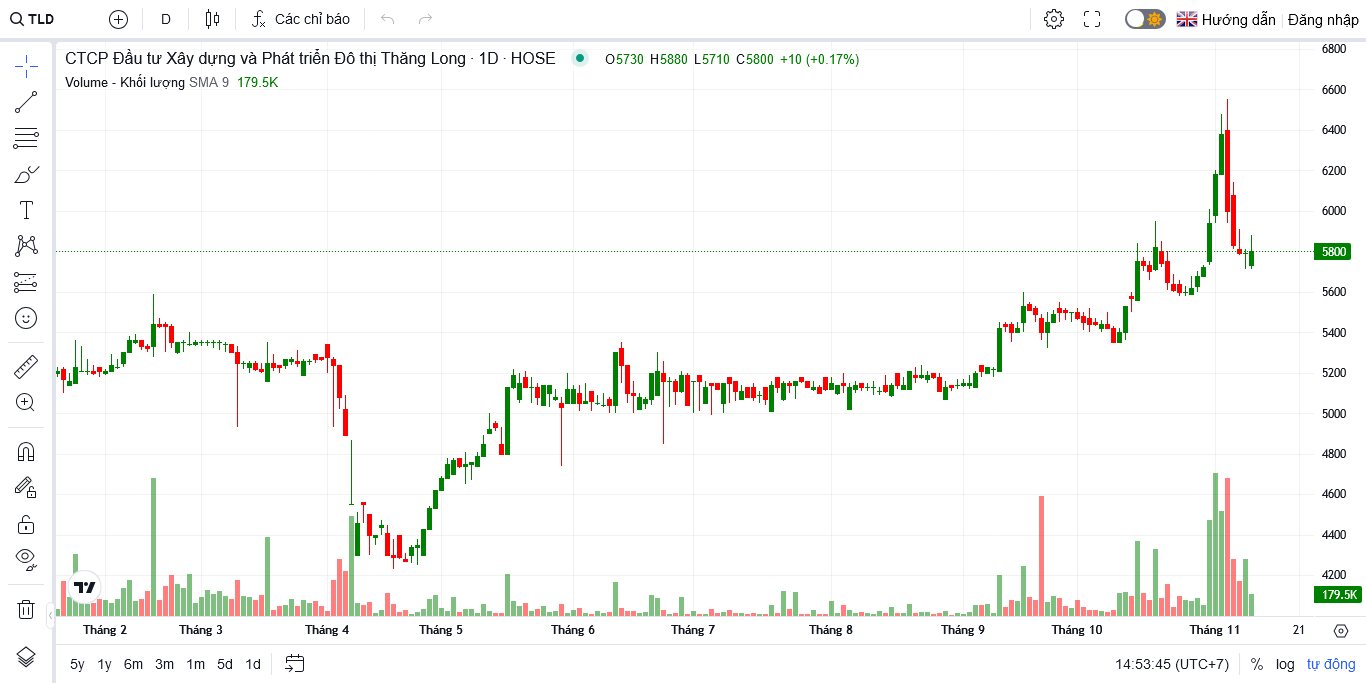 TLD D Các chỉ báo Hướng dẫn Đăng nhập
CTCP Đầu tư Xây dựng và Phát triển Đô thị Thăng Long · 1D · HOSE O5730 H5880 L5710 C5800 +10 (+0.17%)
Volume - Khối lượng SMA 9 179.5K
6800
6600
6400
6200
6000
5800
5600
5400
5200
5000
4800
4600
4400
4200
179.5K
Tháng 2 Tháng 3 Tháng 4 Tháng 5 Tháng 6 Tháng 7 Tháng 8 Tháng 9 Tháng 10 Tháng 11 21
5y 1y 6m 3m 1m 5d 1d 14:53:45 (UTC+7) % log tự động